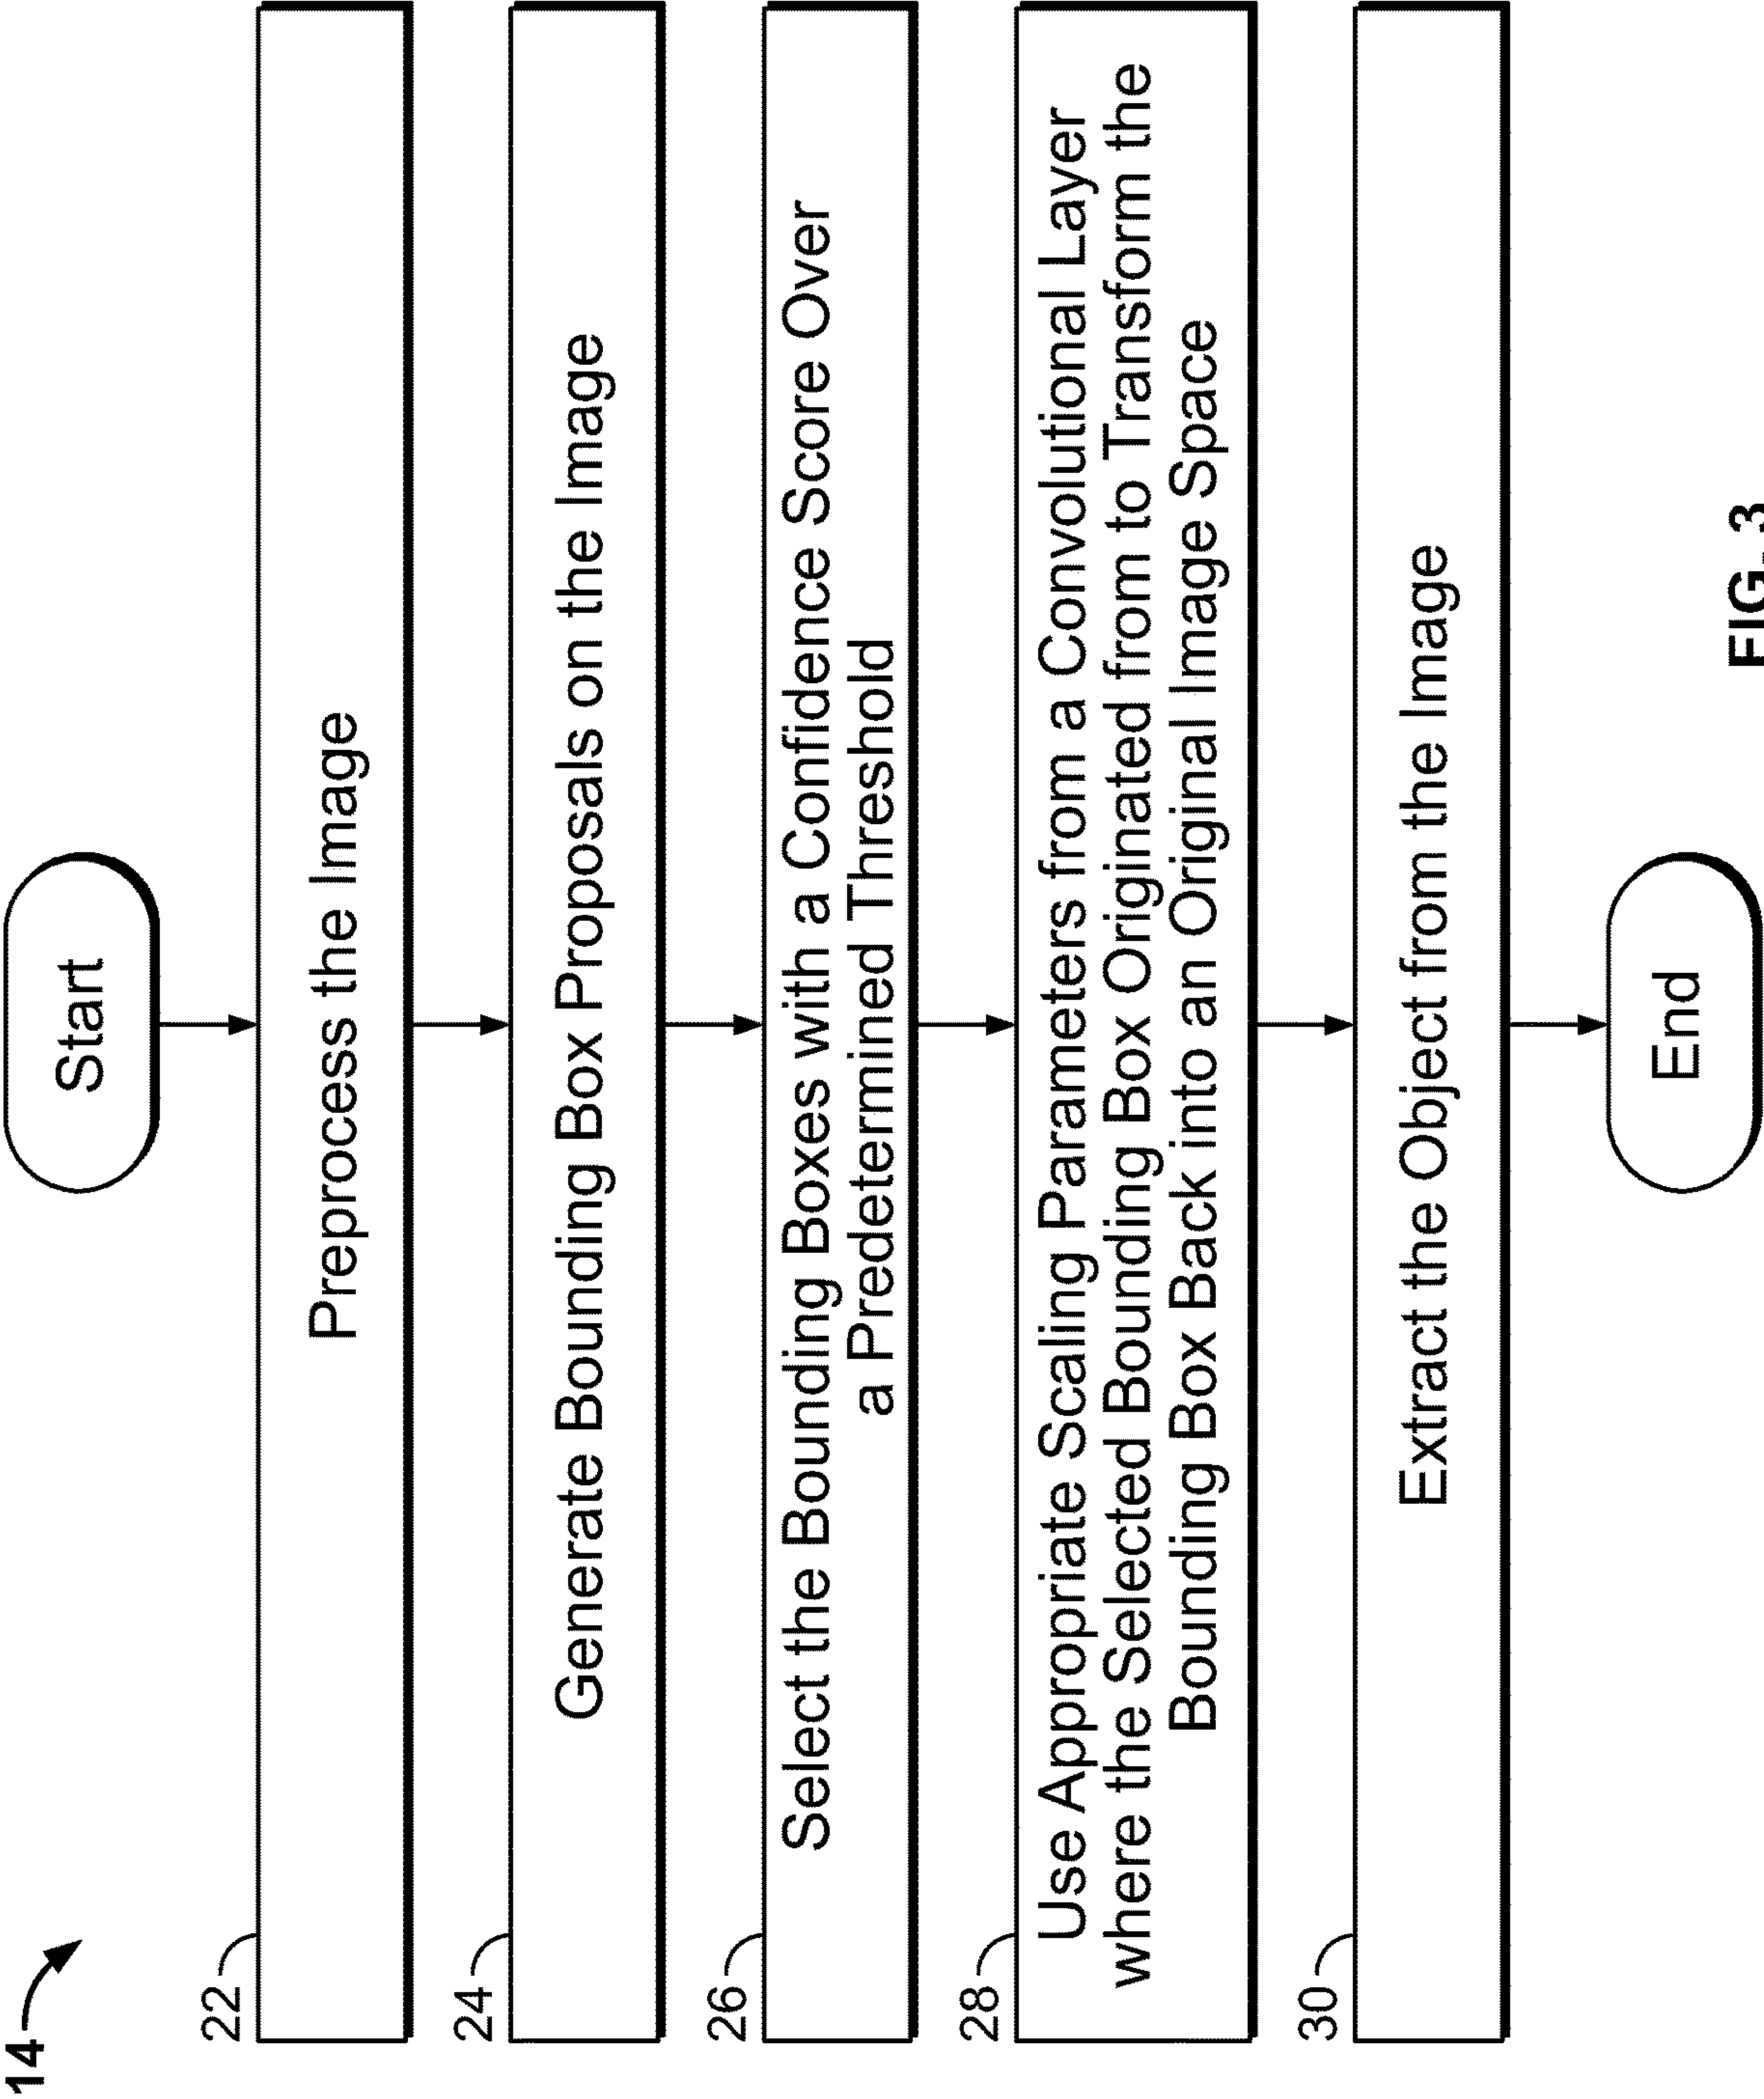 14
Start
22
Preprocess the Image
24
Generate Bounding Box Proposals on the Image
26
Select the Bounding Boxes with a Confidence Score Over
a Predetermined Threshold
28
Use Appropriate Scaling Parameters from a Convolutional Layer
where the Selected Bounding Box Originated from to Transform the
Bounding Box Back into an Original Image Space
30
Extract the Object from the Image
End
FIG. 3